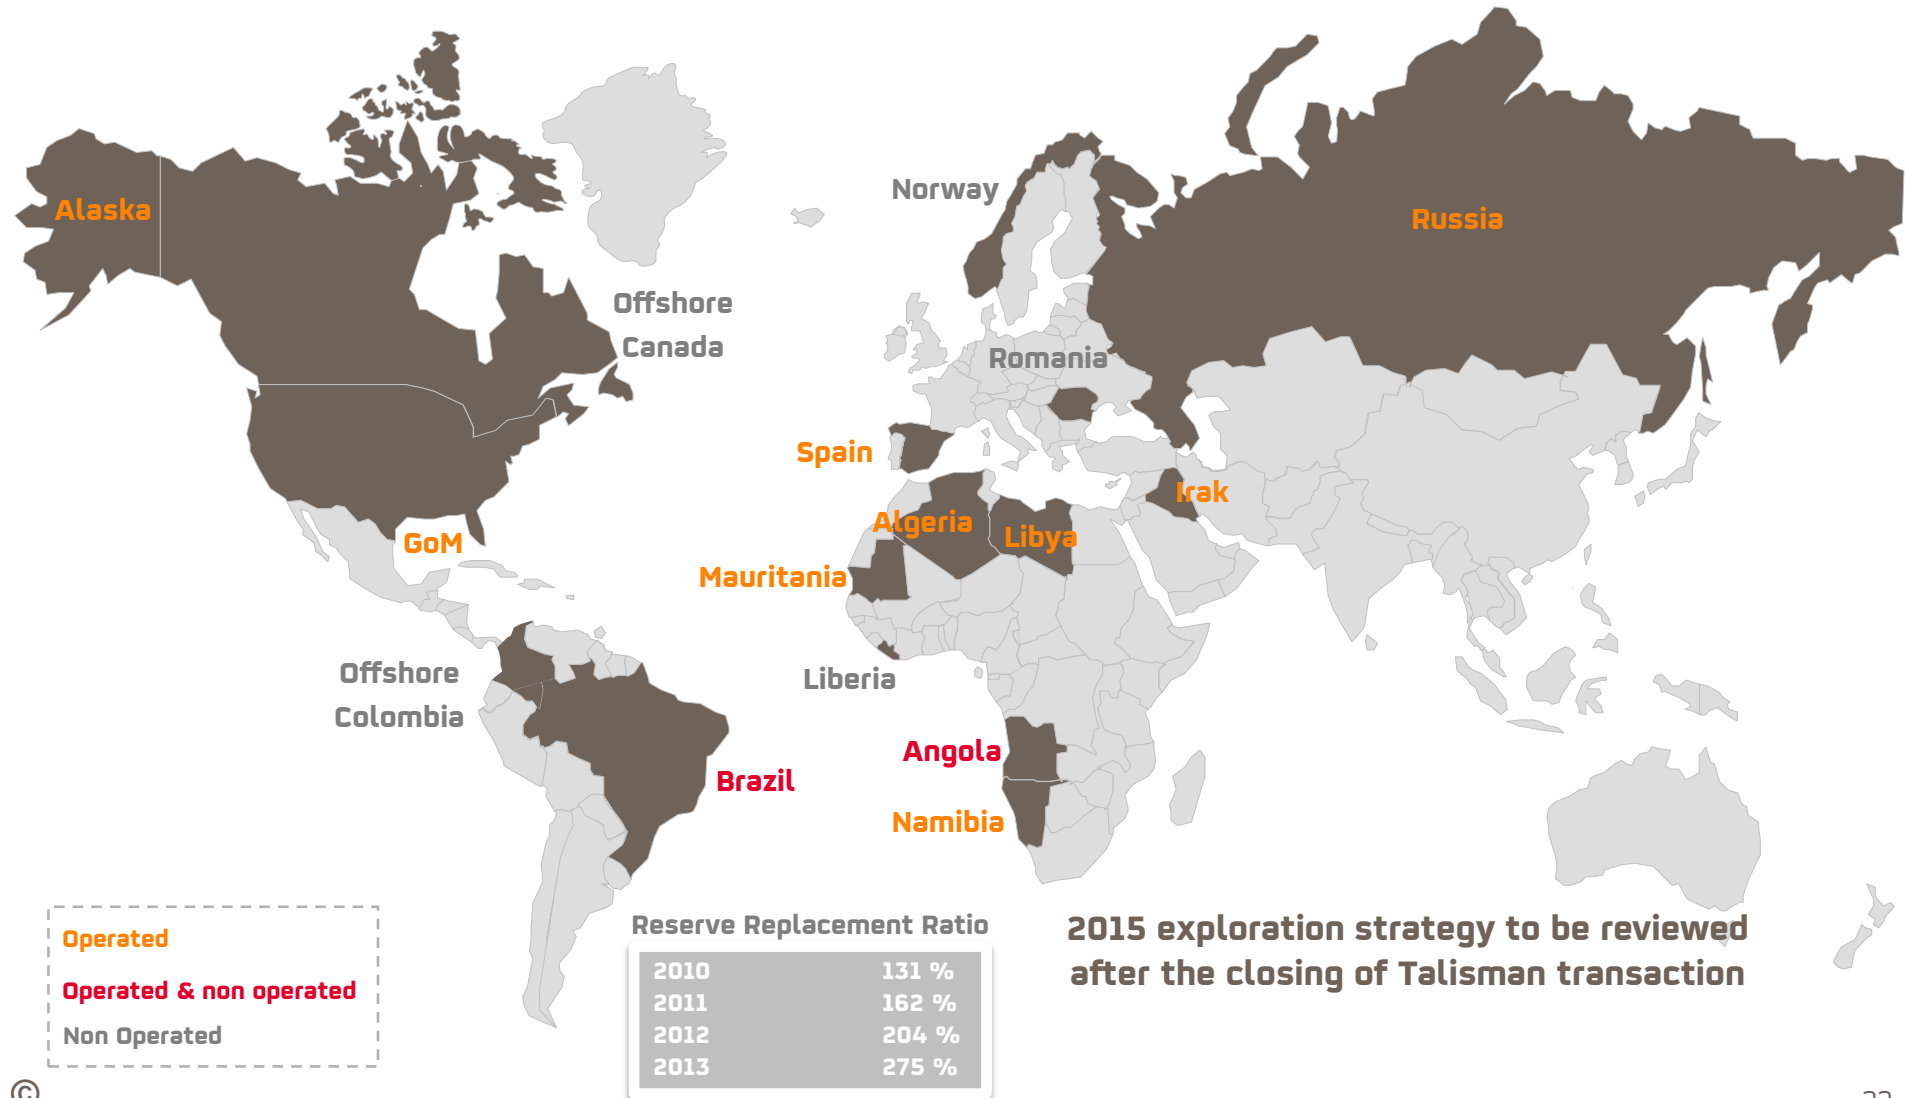 Norway
Alaska
Russia
Offshore
Canada
Romania
Spain
Irak
Algeria
Libya
GoM
Mauritania
Offshore
Colombia
Liberia
Angola
Brazil
Namibia
Operated
Operated & non operated
Non Operated
Reserve Replacement Ratio
2010 131 %
2011 162 %
2012 204 %
2013 275 %
2015 exploration strategy to be reviewed
after the closing of Talisman transaction
©